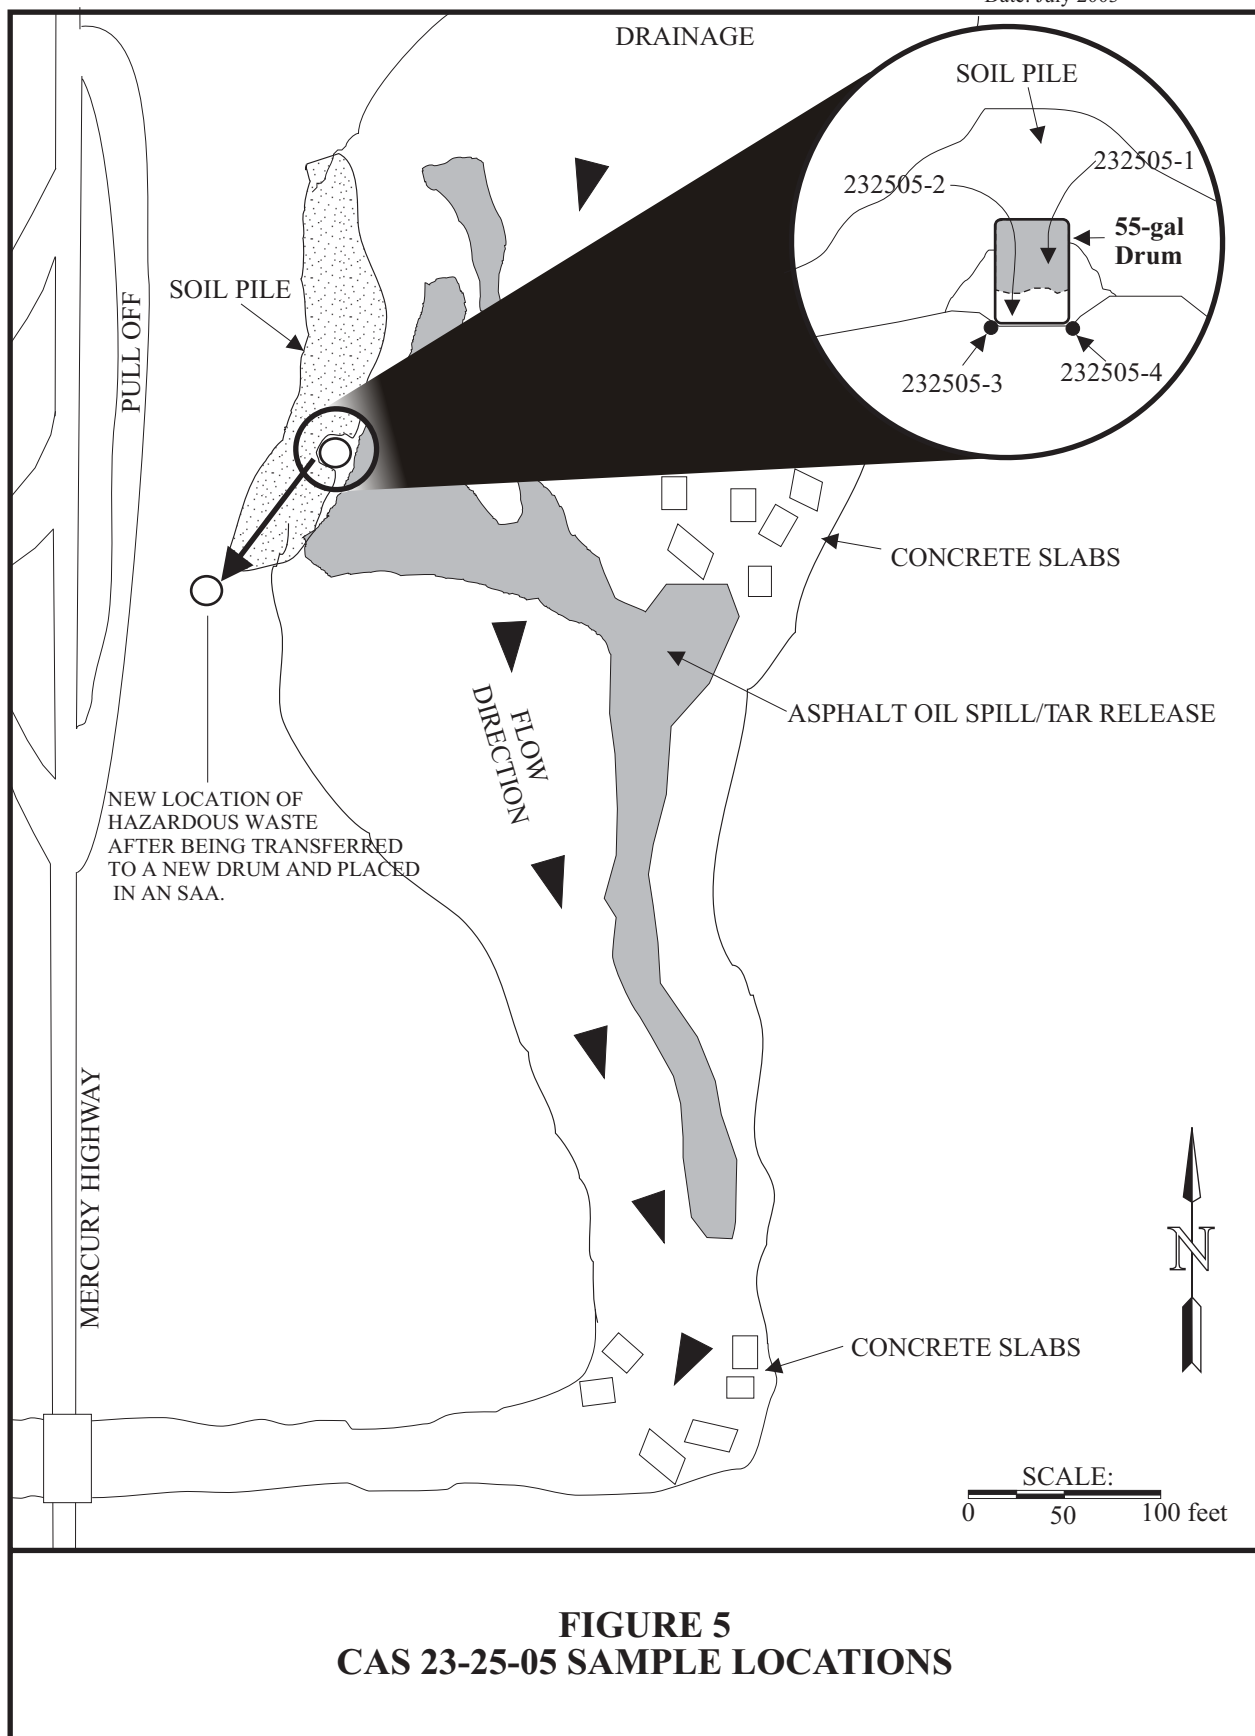 Date: July 2003
DRAINAGE
SOIL PILE
232505-1
232505-2
55-gal
Drum
232505-3
232505-4
SOIL PILE
PULL OFF
CONCRETE SLABS
ASPHALT OIL SPILL/TAR RELEASE
FLOW
DIRECTION
NEW LOCATION OF
HAZARDOUS WASTE
AFTER BEING TRANSFERRED
TO A NEW DRUM AND PLACED
IN AN SAA.
MERCURY HIGHWAY
N
CONCRETE SLABS
SCALE:
0 50 100 feet
FIGURE 5
CAS 23-25-05 SAMPLE LOCATIONS